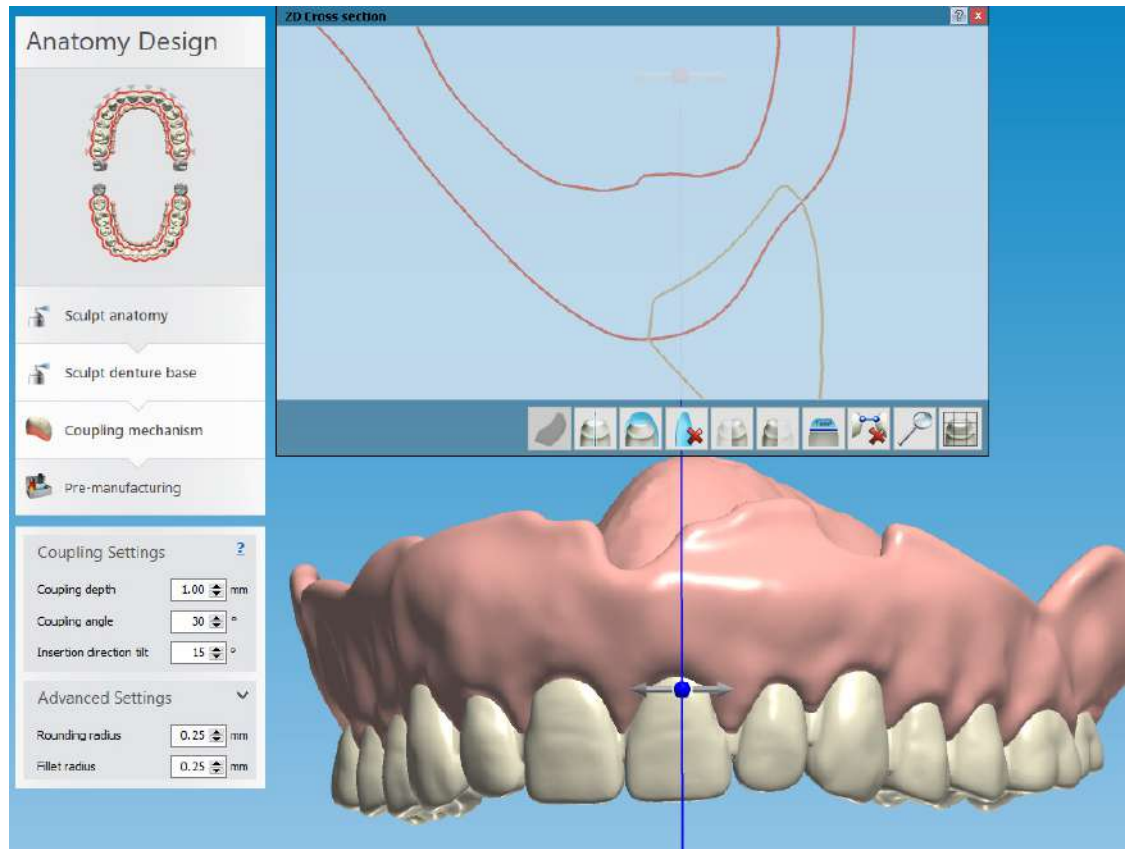 2D Cross section
Anatomy Design
Sculpt anatomy
Sculpt denture base
Coupling mechanism
Pre-manufacturing
Coupling Settings ?
Coupling depth 1.00 mm
Coupling angle 30 °
Insertion direction tilt 15 °
Advanced Settings
Rounding radius 0.25 mm
Fillet radius 0.25 mm